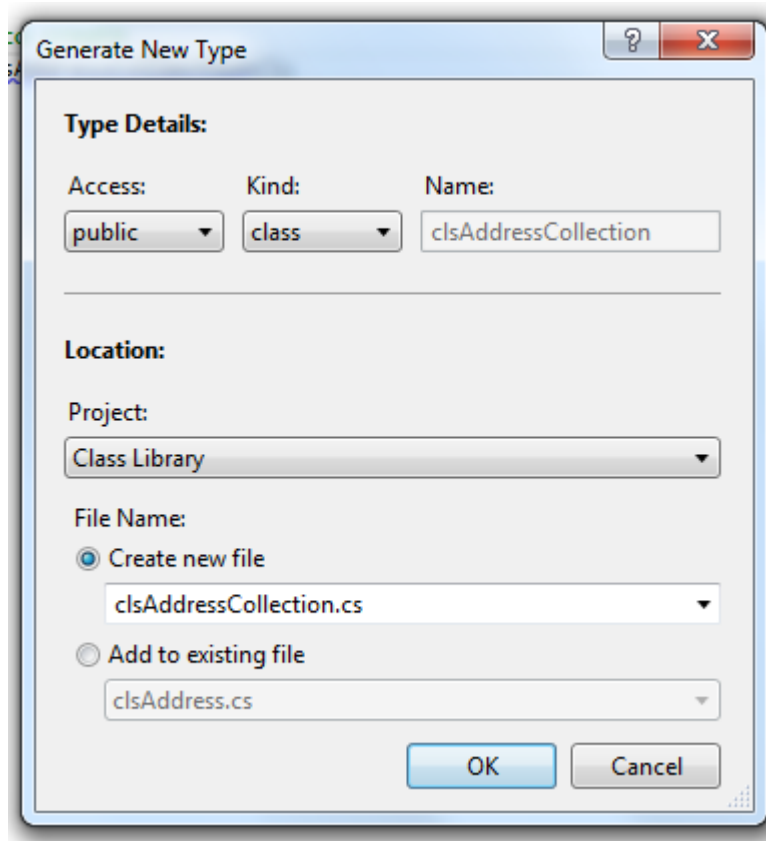 Generate New Type
Type Details:
Access: Kind: Name:
public class clsAddressCollection
Location:
Project:
Class Library
File Name:
Create new file
clsAddressCollection.cs
Add to existing file
clsAddress.cs
OK Cancel